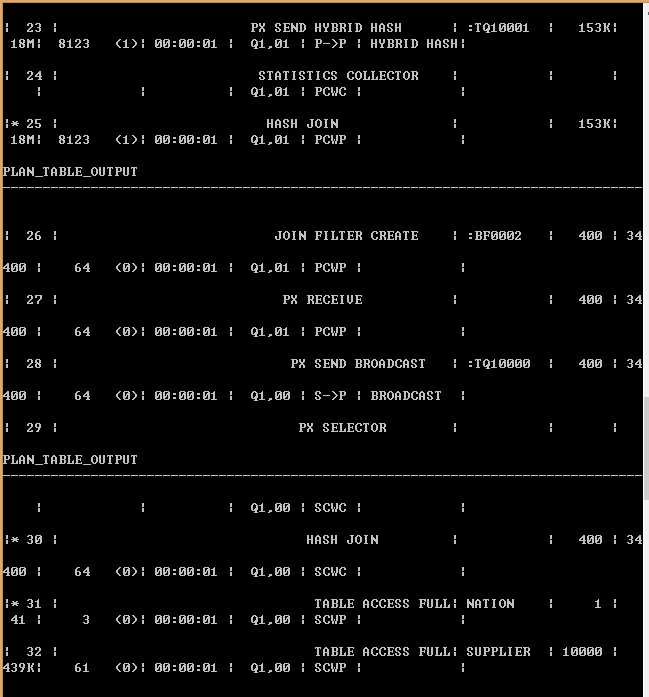 |  23 |                        PX SEND HYBRID HASH      | :TQ10001  |   153K|
 18M|  8123   (1)| 00:00:01 |  Q1,01 | P->P | HYBRID HASH|
|  24 |                         STATISTICS COLLECTOR    |           |       |
    |            |          |  Q1,01 | PCWC |            |
|* 25 |                          HASH JOIN              |           |   153K|
 18M|  8123   (1)| 00:00:01 |  Q1,01 | PCWP |            |
PLAN_TABLE_OUTPUT
--------------------------------------------------------------------------------
|  26 |                           JOIN FILTER CREATE    | :BF0002   |   400 | 34
400 |    64   (0)| 00:00:01 |  Q1,01 | PCWP |            |
|  27 |                            PX RECEIVE           |           |   400 | 34
400 |    64   (0)| 00:00:01 |  Q1,01 | PCWP |            |
|  28 |                             PX SEND BROADCAST   | :TQ10000  |   400 | 34
400 |    64   (0)| 00:00:01 |  Q1,00 | S->P | BROADCAST  |
|  29 |                              PX SELECTOR        |           |       |
PLAN_TABLE_OUTPUT
--------------------------------------------------------------------------------
    |            |          |  Q1,00 | SCWC |            |
|* 30 |                               HASH JOIN         |           |   400 | 34
400 |    64   (0)| 00:00:01 |  Q1,00 | SCWC |            |
|* 31 |                                TABLE ACCESS FULL| NATION    |     1 |
 41 |     3   (0)| 00:00:01 |  Q1,00 | SCWP |            |
|  32 |                                TABLE ACCESS FULL| SUPPLIER  | 10000 |
439K|    61   (0)| 00:00:01 |  Q1,00 | SCWP |            |